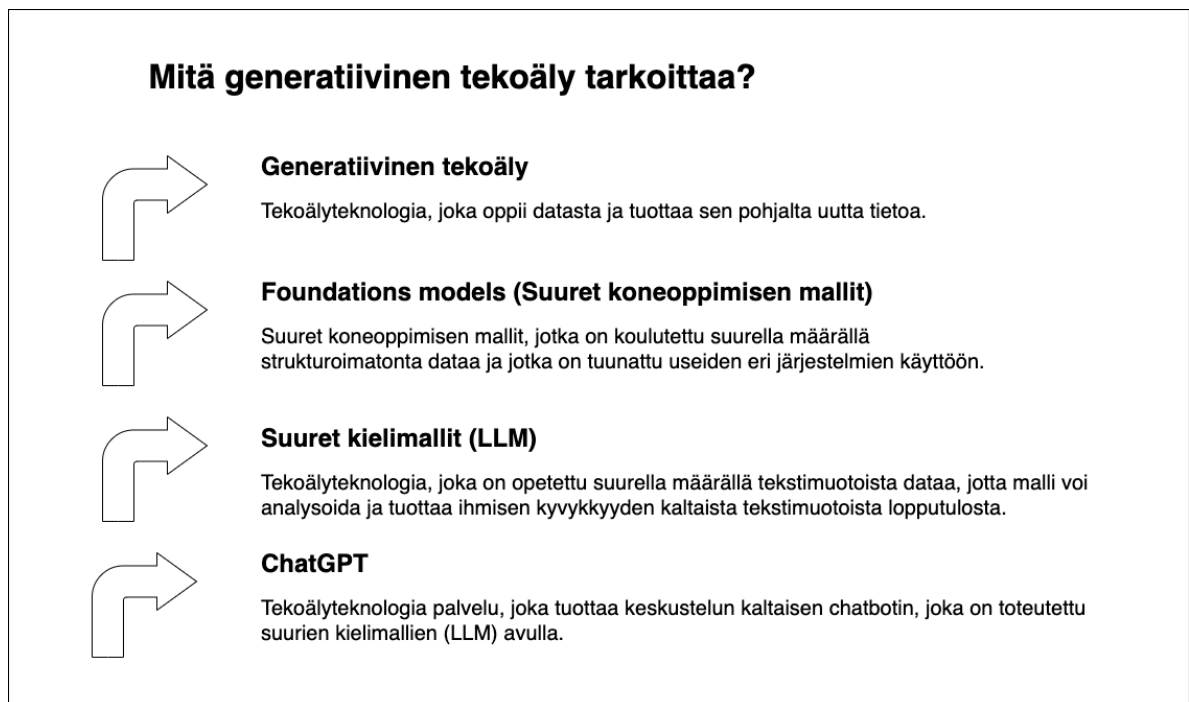 Mitä generatiivinen tekoäly tarkoittaa?
Generatiivinen tekoäly
Tekoälyteknologia, joka oppii datasta ja tuottaa sen pohjalta uutta tietoa.
Foundations models (Suuret koneoppimisen mallit)
Suuret koneoppimisen mallit, jotka on koulutettu suurella määrällä
strukturoimatonta dataa ja jotka on tuunattu useiden eri järjestelmien käyttöön.
Suuret kielimallit (LLM)
Tekoälyteknologia, joka on opetettu suurella määrällä tekstimuotoista dataa, jotta malli voi
analysoida ja tuottaa ihmisen kyvykkyyden kaltaista tekstimuotoista lopputulosta.
ChatGPT
Tekoälyteknologia palvelu, joka tuottaa keskustelun kaltaisen chatbotin, joka on toteutettu
suurien kielimallien (LLM) avulla.